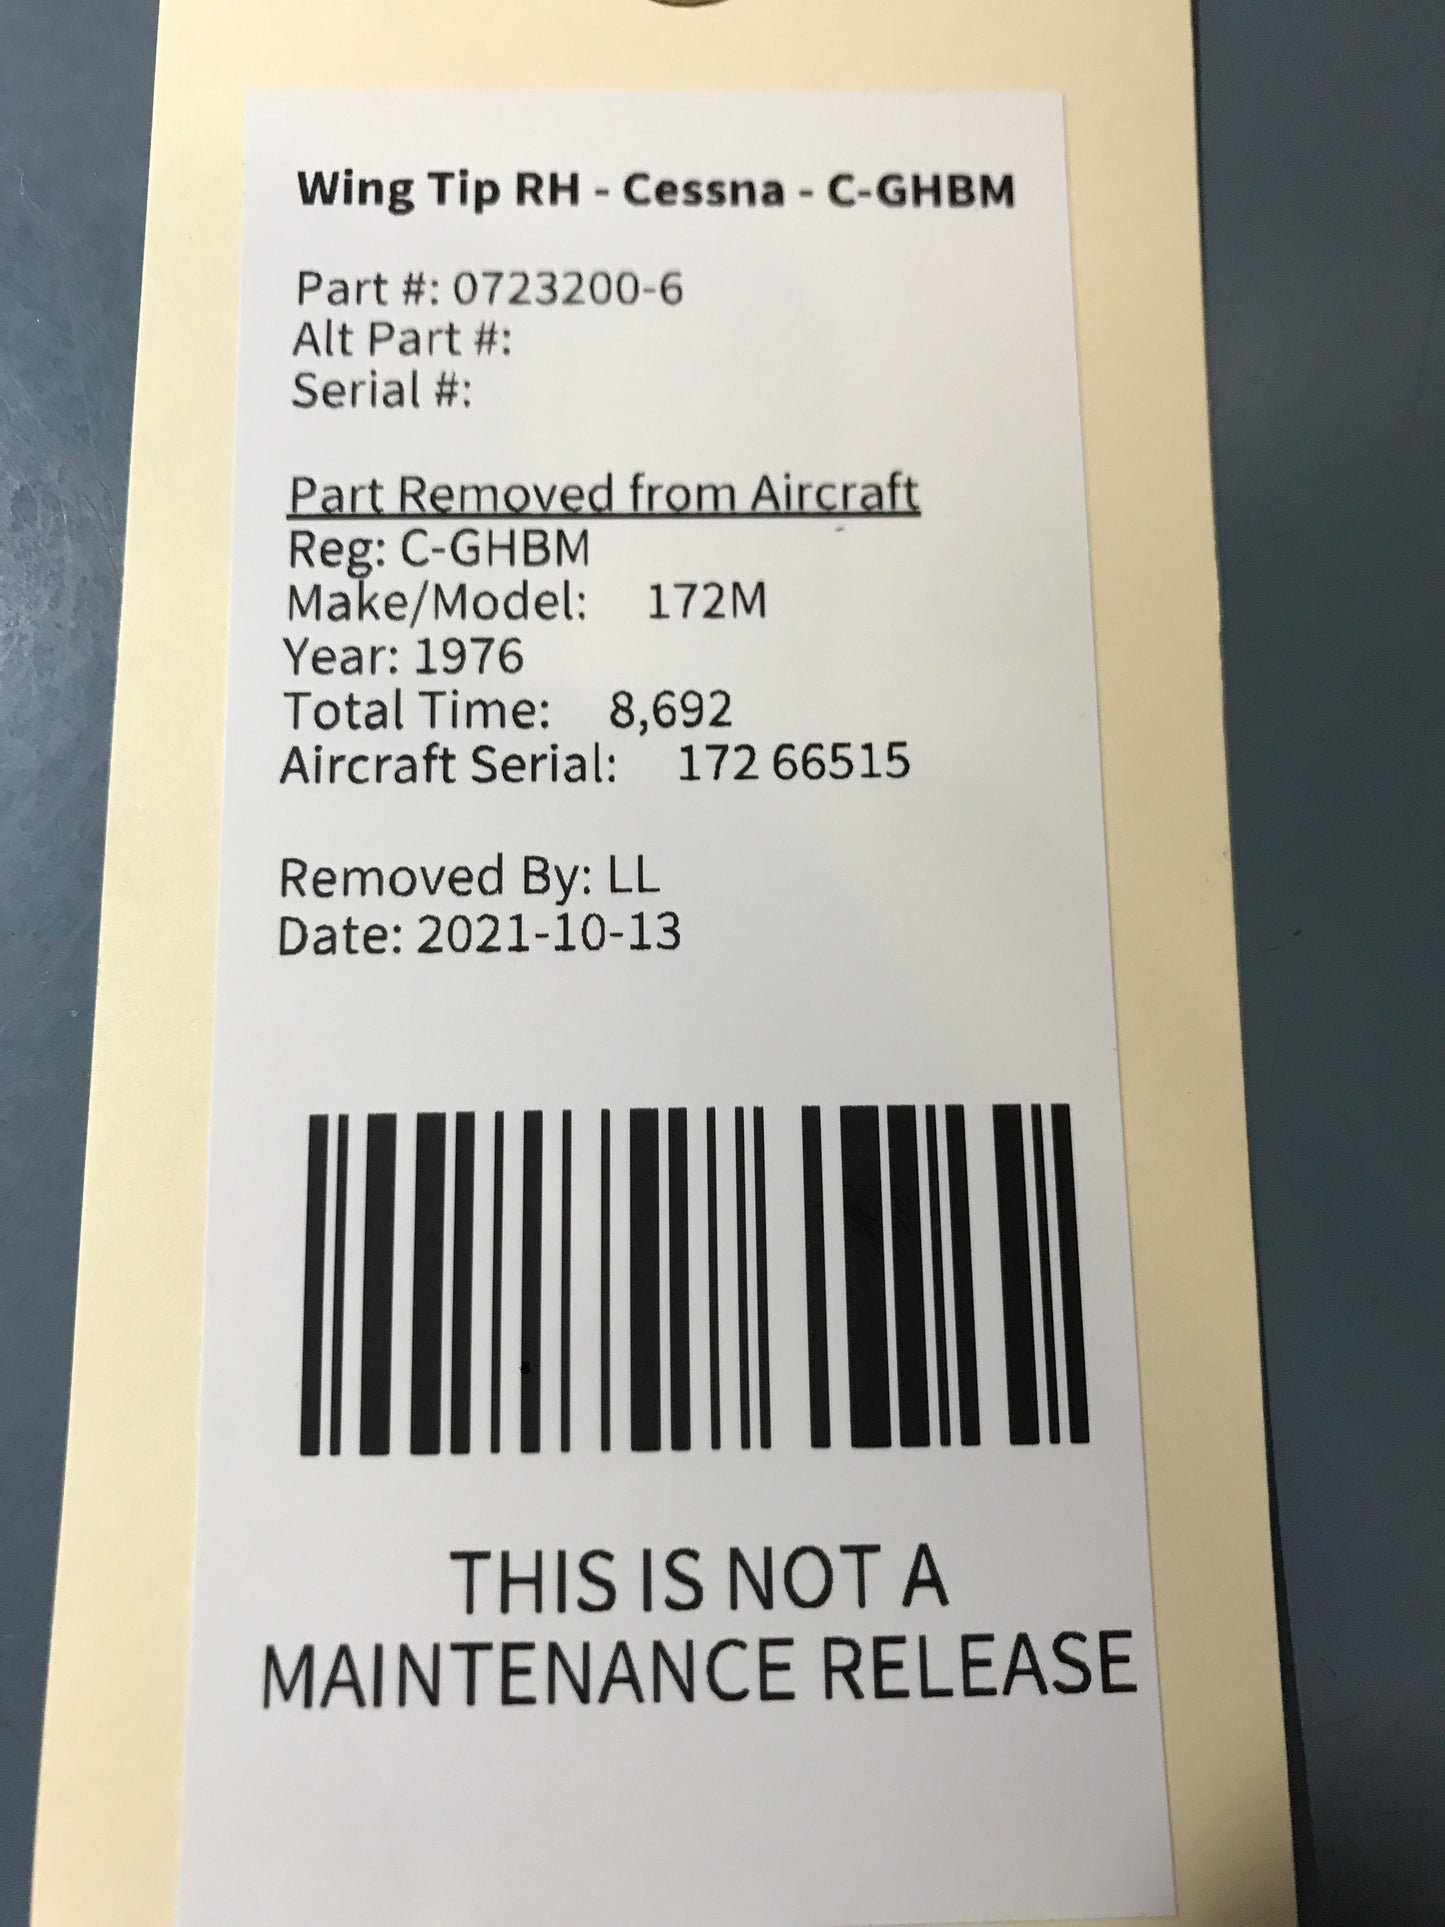 Wing Tip RH - Cessna - C-GHBM
Part #: 0723200-6
Alt Part #:
Serial #:
Part Removed from Aircraft
Reg: C-GHBM
Make/Model: 172M
Year: 1976
Total Time: 8,692
Aircraft Serial: 172 66515
Removed By: LL
Date: 2021-10-13
THIS IS NOT A
MAINTENANCE RELEASE